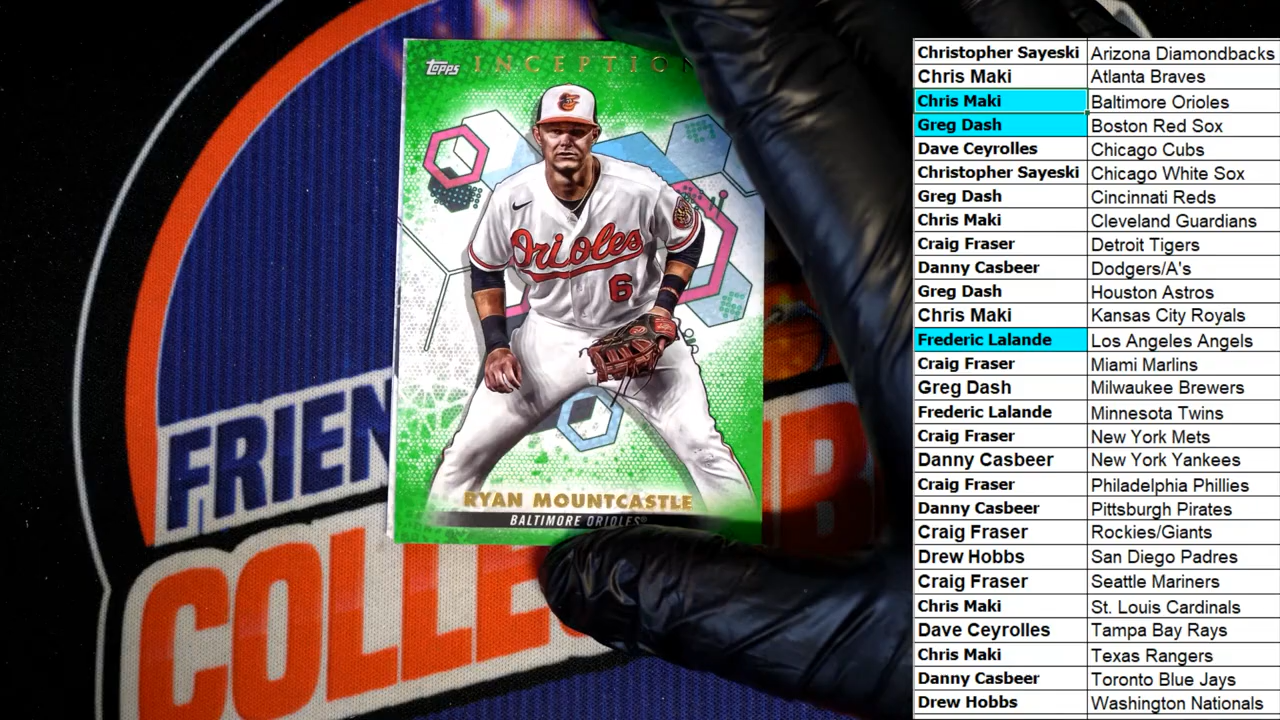 Topps INCEPTION
Orioles
6
RYAN MOUNTCASTLE
BALTIMORE ORIOLES®
FRIEN
COLLE
UB
Christopher Sayeski Arizona Diamondbacks
Chris Maki Atlanta Braves
Chris Maki Baltimore Orioles
Greg Dash Boston Red Sox
Dave Ceyrolles Chicago Cubs
Christopher Sayeski Chicago White Sox
Greg Dash Cincinnati Reds
Chris Maki Cleveland Guardians
Craig Fraser Detroit Tigers
Danny Casbeer Dodgers/A's
Greg Dash Houston Astros
Chris Maki Kansas City Royals
Frederic Lalande Los Angeles Angels
Craig Fraser Miami Marlins
Greg Dash Milwaukee Brewers
Frederic Lalande Minnesota Twins
Craig Fraser New York Mets
Danny Casbeer New York Yankees
Craig Fraser Philadelphia Phillies
Danny Casbeer Pittsburgh Pirates
Craig Fraser Rockies/Giants
Drew Hobbs San Diego Padres
Craig Fraser Seattle Mariners
Chris Maki St. Louis Cardinals
Dave Ceyrolles Tampa Bay Rays
Chris Maki Texas Rangers
Danny Casbeer Toronto Blue Jays
Drew Hobbs Washington Nationals